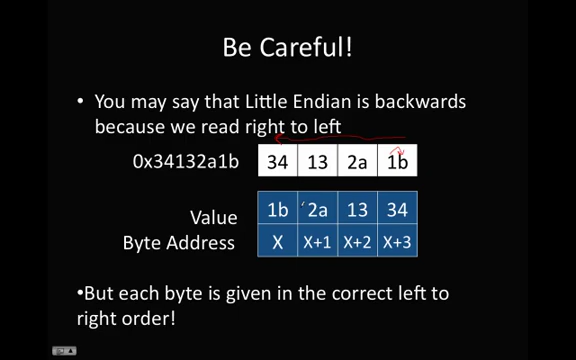 Be Careful!
• You may say that Little Endian is backwards
because we read right to left
0x34132a1b 34 13 2a 1b
Value 1b 2a 13 34
Byte Address X X+1 X+2 X+3
•But each byte is given in the correct left to
right order!